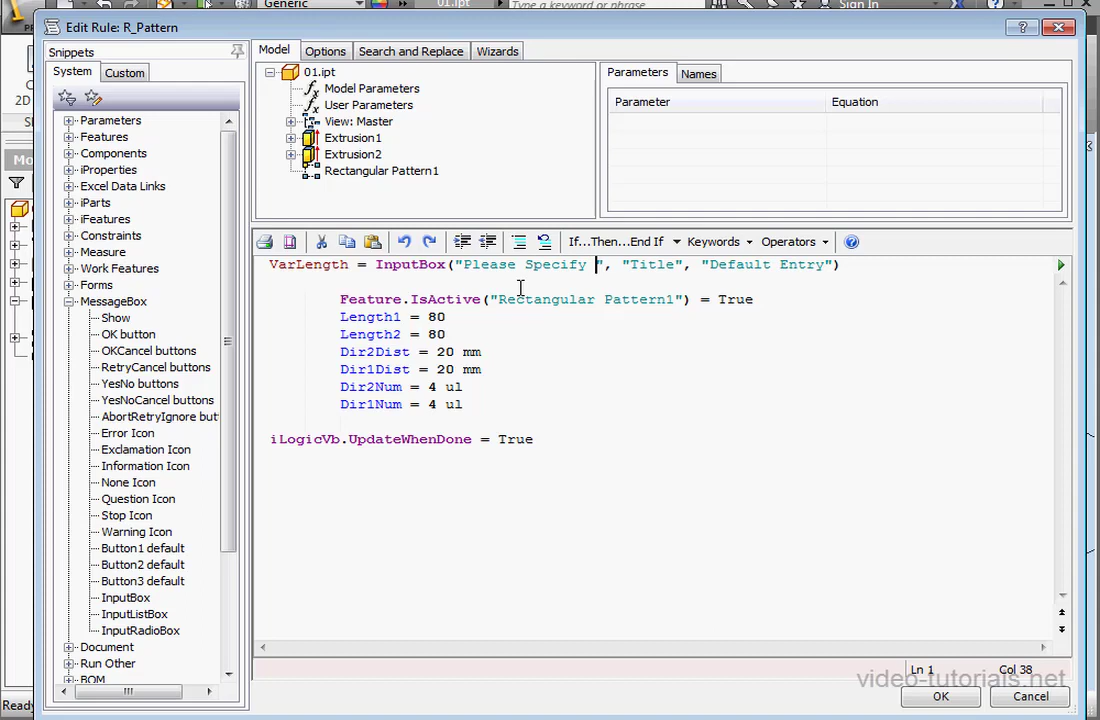 Generic
01.ipt
Type a keyword or phrase
Sign In
Edit Rule: R_Pattern
Snippets
System
Custom
Parameters
Features
Components
iProperties
Excel Data Links
iParts
iFeatures
Constraints
Measure
Work Features
Forms
MessageBox
Show
OK button
OKCancel buttons
RetryCancel buttons
YesNo buttons
YesNoCancel buttons
AbortRetryIgnore but
Error Icon
Exclamation Icon
Information Icon
None Icon
Question Icon
Stop Icon
Warning Icon
Button1 default
Button2 default
Button3 default
InputBox
InputListBox
InputRadioBox
Document
Run Other
BOM
Model
Options
Search and Replace
Wizards
01.ipt
Model Parameters
User Parameters
View: Master
Extrusion1
Extrusion2
Rectangular Pattern1
Parameters
Names
Parameter
Equation
If...Then...End If
Keywords
Operators
VarLength = InputBox("Please Specify ", "Title", "Default Entry")
Feature.IsActive("Rectangular Pattern1") = True
Length1 = 80
Length2 = 80
Dir2Dist = 20 mm
Dir1Dist = 20 mm
Dir2Num = 4 ul
Dir1Num = 4 ul
iLogicVb.UpdateWhenDone = True
Ln 1
Col 38
OK
Cancel
2D
Mo
Ready
video-tutorials.net